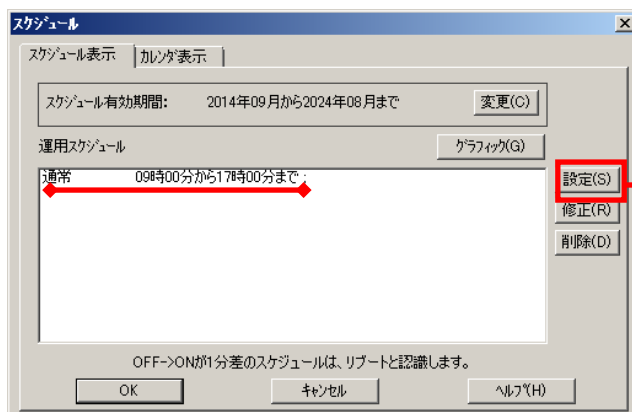 スケジュール
スケジュール表示 カレンダ表示
スケジュール有効期間: 2014年09月から2024年08月まで 変更(C)
運用スケジュール グラフィック(G)
通常 09時00分から17時00分まで;
設定(S)
修正(R)
削除(D)
OFF->ONが1分差のスケジュールは、リブートと認識します。
OK キャンセル ヘルプ(H)